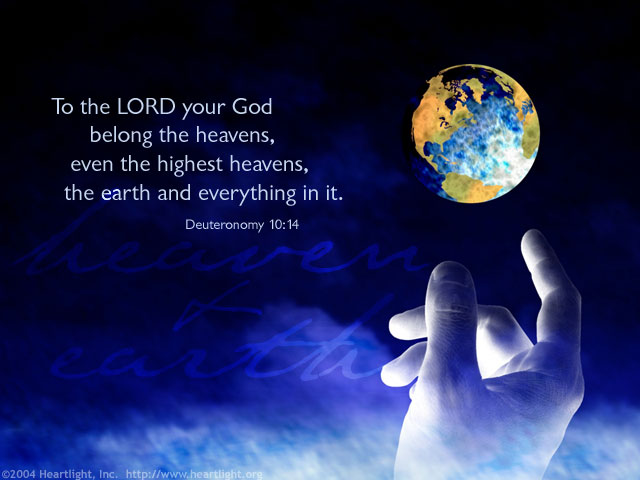 To the LORD your God
belong the heavens,
even the highest heavens,
the earth and everything in it.
Deuteronomy 10:14
heaven
&
earth
©2004 Heartlight, Inc. http://www.heartlight.org